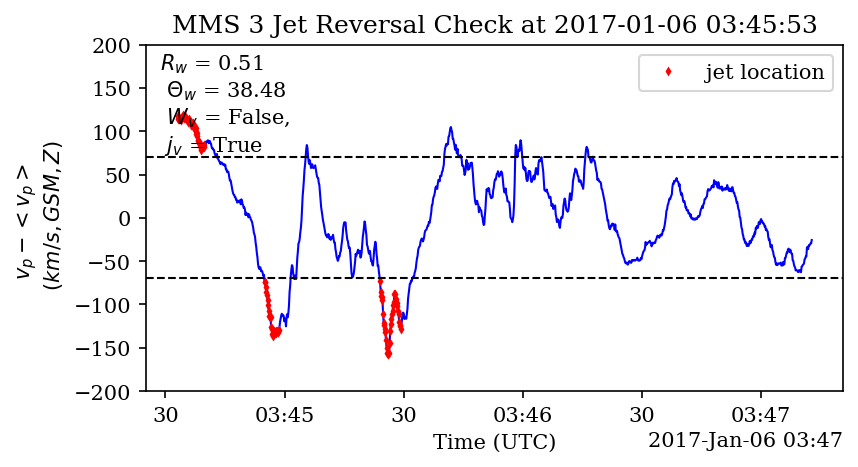 MMS 3 Jet Reversal Check at 2017-01-06 03:45:53
R_w = 0.51
Θ_w = 38.48
W_v = False,
j_v = True
jet location
v_p − < v_p >
(km/s, GSM, Z)
200
150
100
50
0
−50
−100
−150
−200
30 03:45 30 03:46 30 03:47
Time (UTC)
2017-Jan-06 03:47